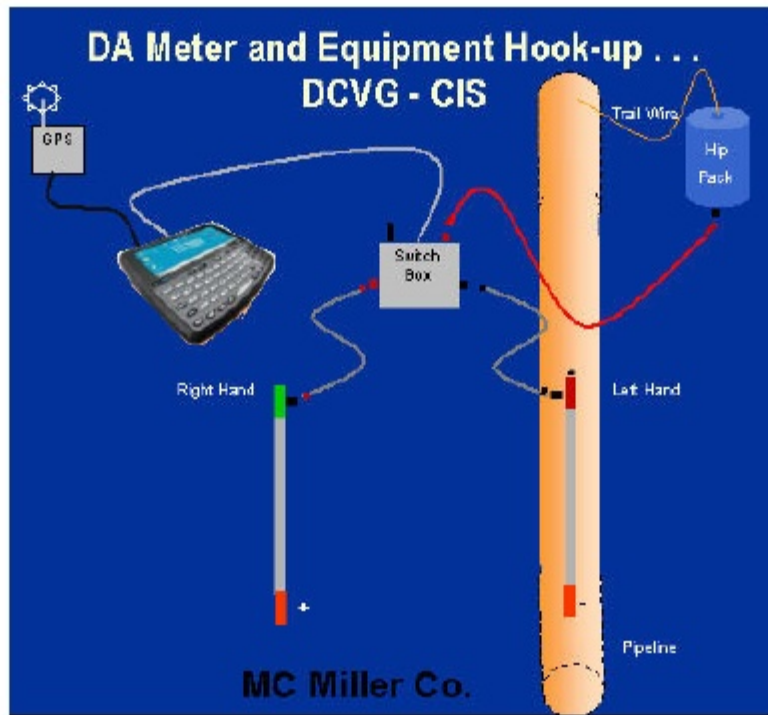 DA Meter and Equipment Hook-up . . .
DCVG - CIS
GPS
Trail Wire
Hip
Pack
Switch
Box
Right Hand
Left Hand
+
-
Pipeline
MC Miller Co.